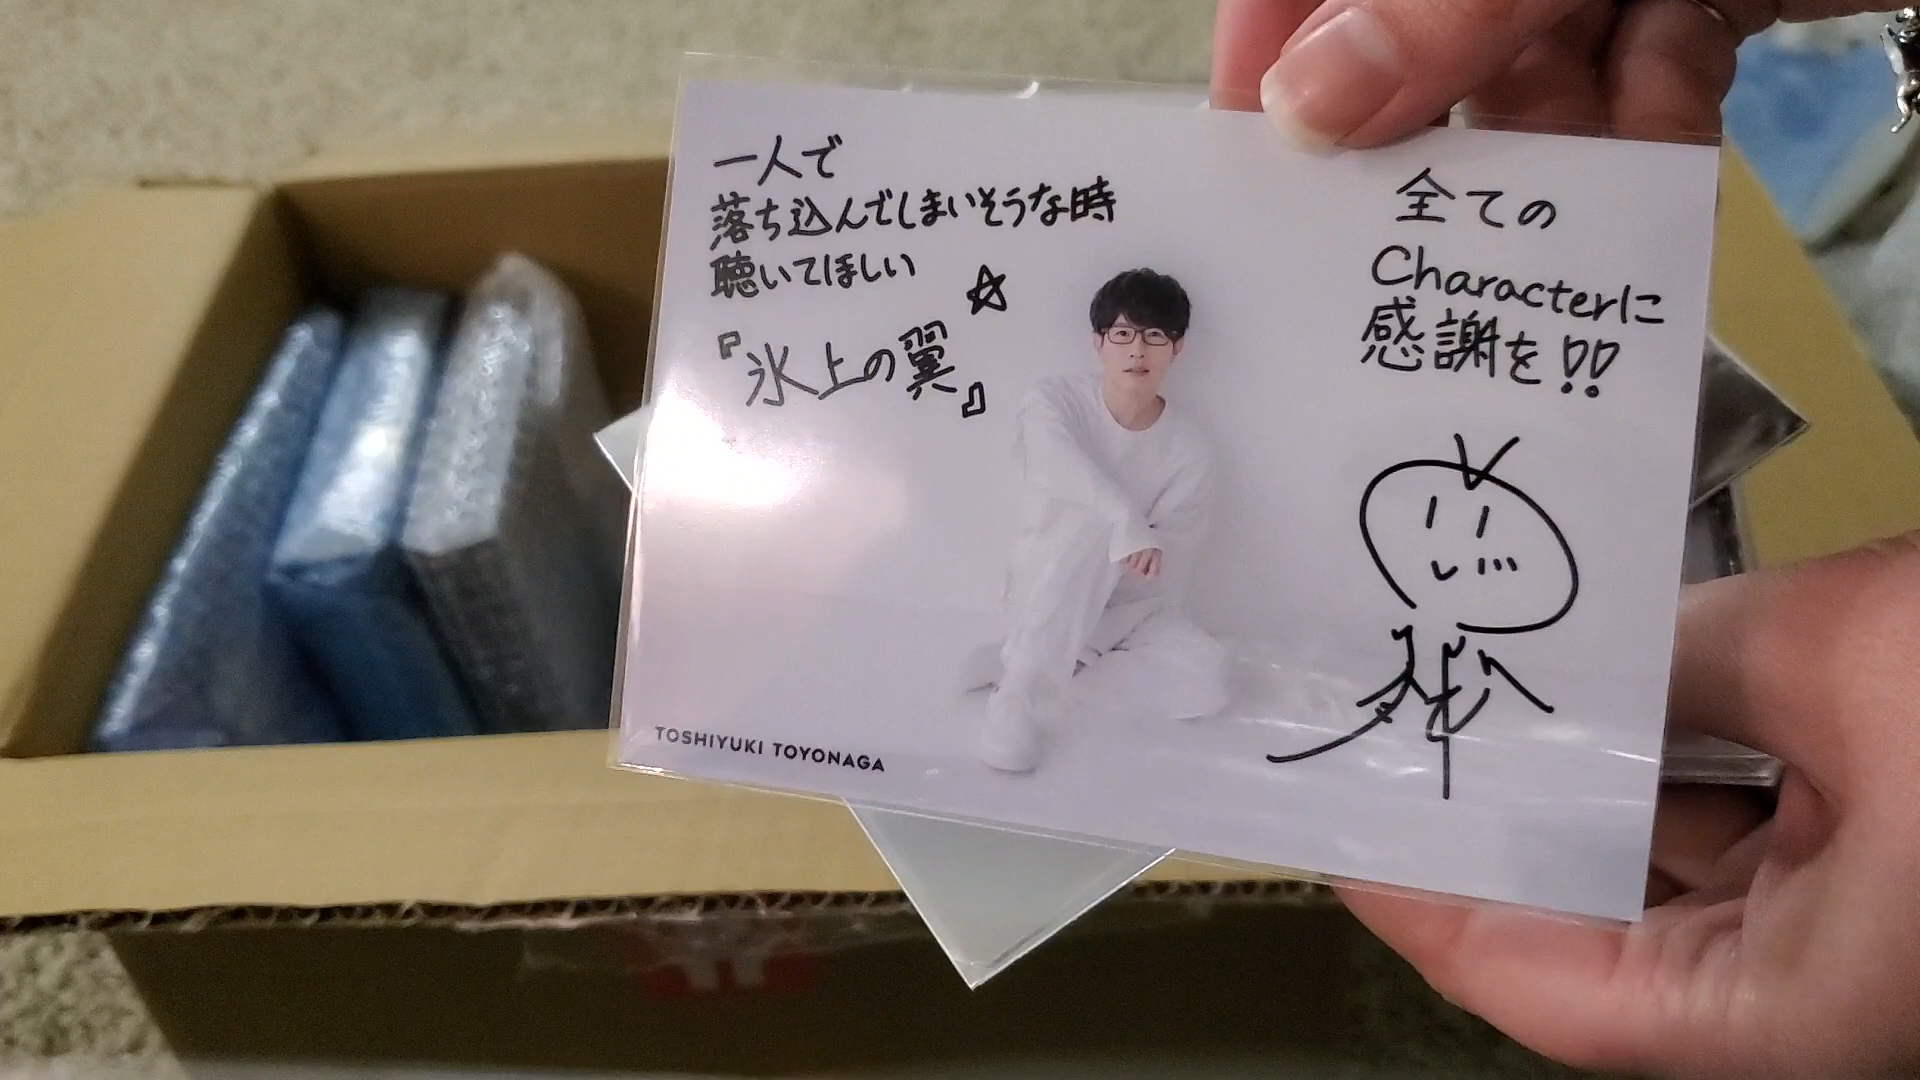 一人で
落ち込んでしまいそうな時
聴いてほしい
☆
『氷上の翼』
全ての
Characterに
感謝を!!
TOSHIYUKI TOYONAGA